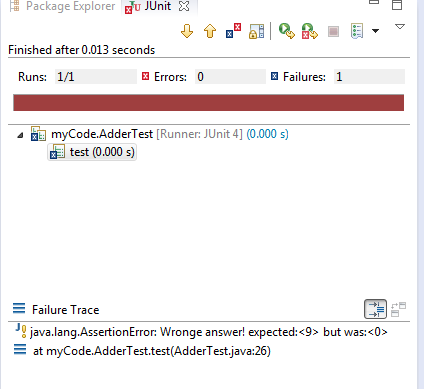 Package Explorer JUnit
Finished after 0.013 seconds
Runs: 1/1 Errors: 0 Failures: 1
myCode.AdderTest [Runner: JUnit 4] (0.000 s)
test (0.000 s)
Failure Trace
java.lang.AssertionError: Wronge answer! expected:<9> but was:<0>
at myCode.AdderTest.test(AdderTest.java:26)